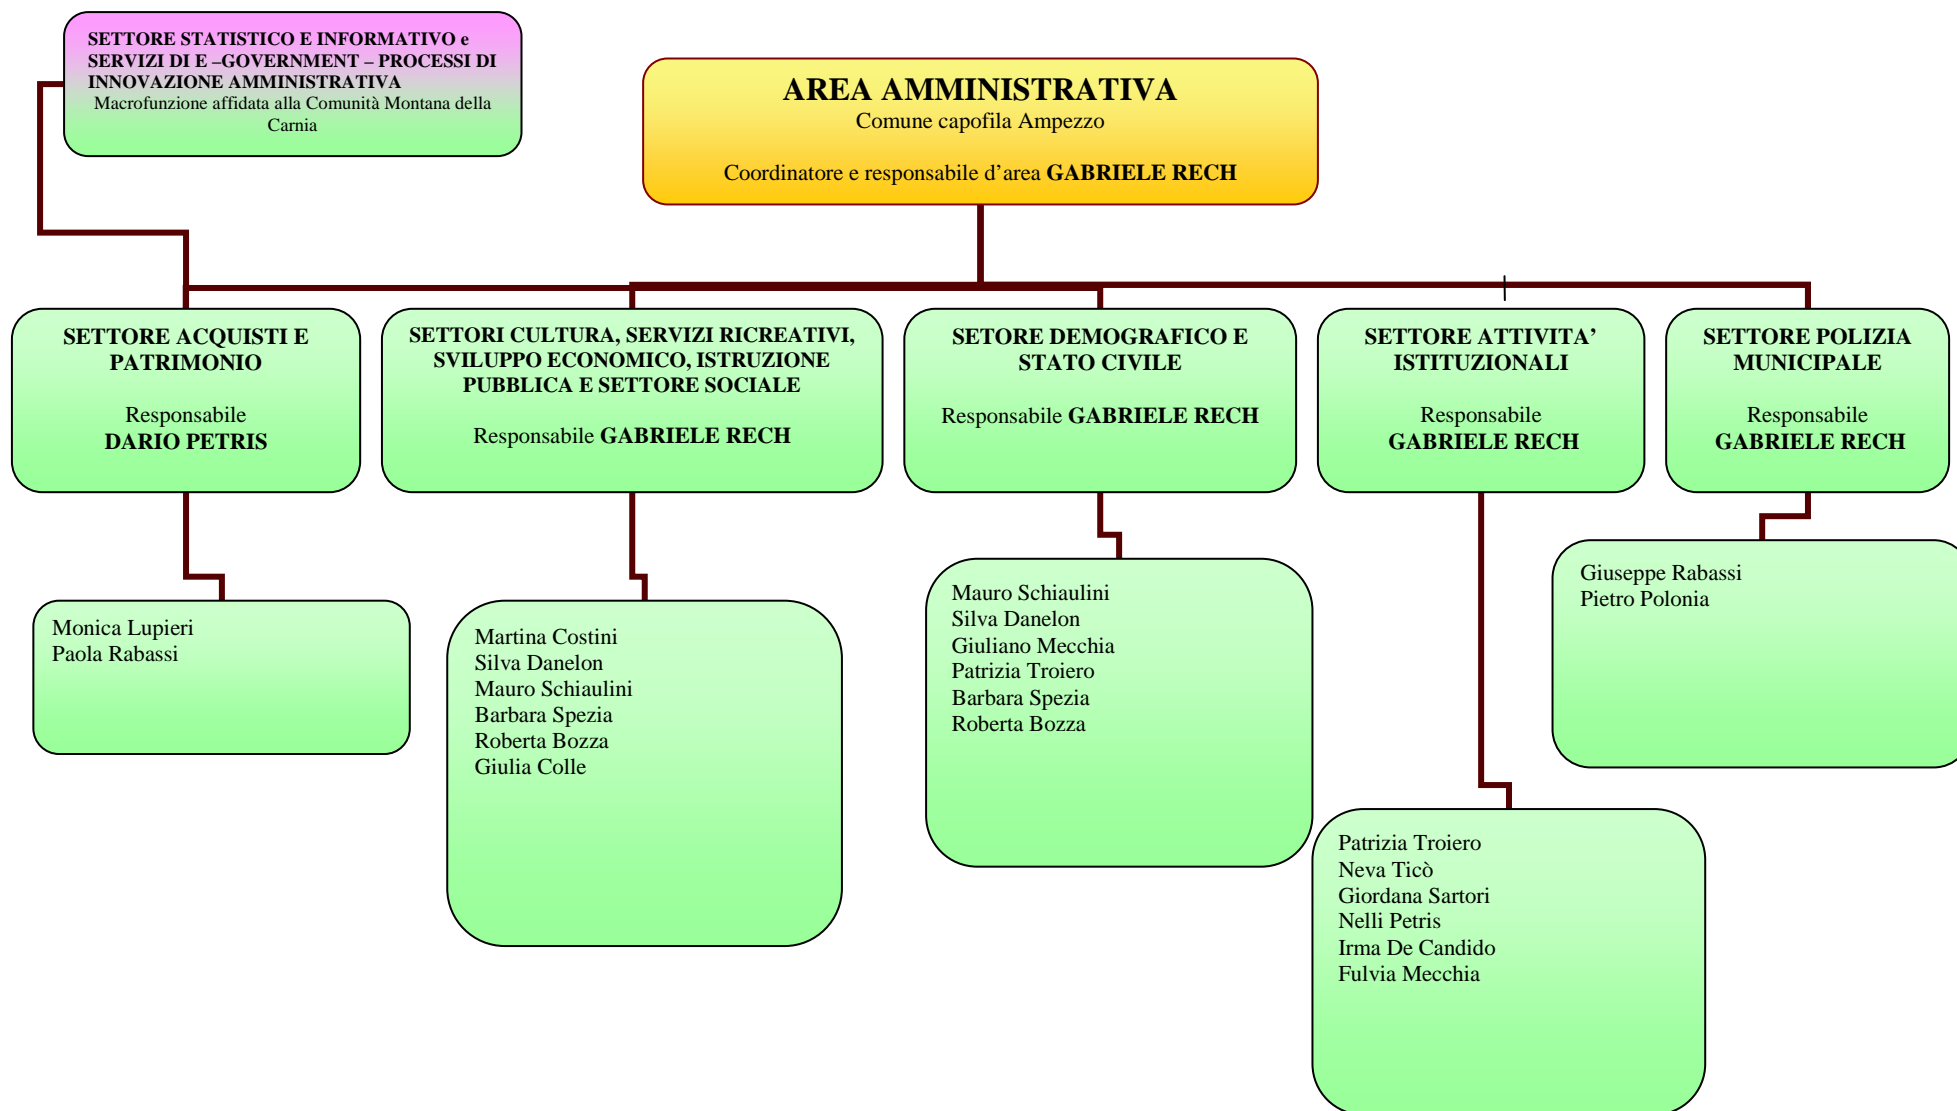 SETTORE STATISTICO E INFORMATIVO e
SERVIZI DI E –GOVERNMENT – PROCESSI DI
INNOVAZIONE AMMINISTRATIVA
Macrofunzione affidata alla Comunità Montana della
Carnia
AREA AMMINISTRATIVA
Comune capofila Ampezzo
Coordinatore e responsabile d’area GABRIELE RECH
SETTORE ACQUISTI E
PATRIMONIO
Responsabile
DARIO PETRIS
SETTORI CULTURA, SERVIZI RICREATIVI,
SVILUPPO ECONOMICO, ISTRUZIONE
PUBBLICA E SETTORE SOCIALE
Responsabile GABRIELE RECH
SETORE DEMOGRAFICO E
STATO CIVILE
Responsabile GABRIELE RECH
SETTORE ATTIVITA’
ISTITUZIONALI
Responsabile
GABRIELE RECH
SETTORE POLIZIA
MUNICIPALE
Responsabile
GABRIELE RECH
Monica Lupieri
Paola Rabassi
Martina Costini
Silva Danelon
Mauro Schiaulini
Barbara Spezia
Roberta Bozza
Giulia Colle
Mauro Schiaulini
Silva Danelon
Giuliano Mecchia
Patrizia Troiero
Barbara Spezia
Roberta Bozza
Patrizia Troiero
Neva Ticò
Giordana Sartori
Nelli Petris
Irma De Candido
Fulvia Mecchia
Giuseppe Rabassi
Pietro Polonia